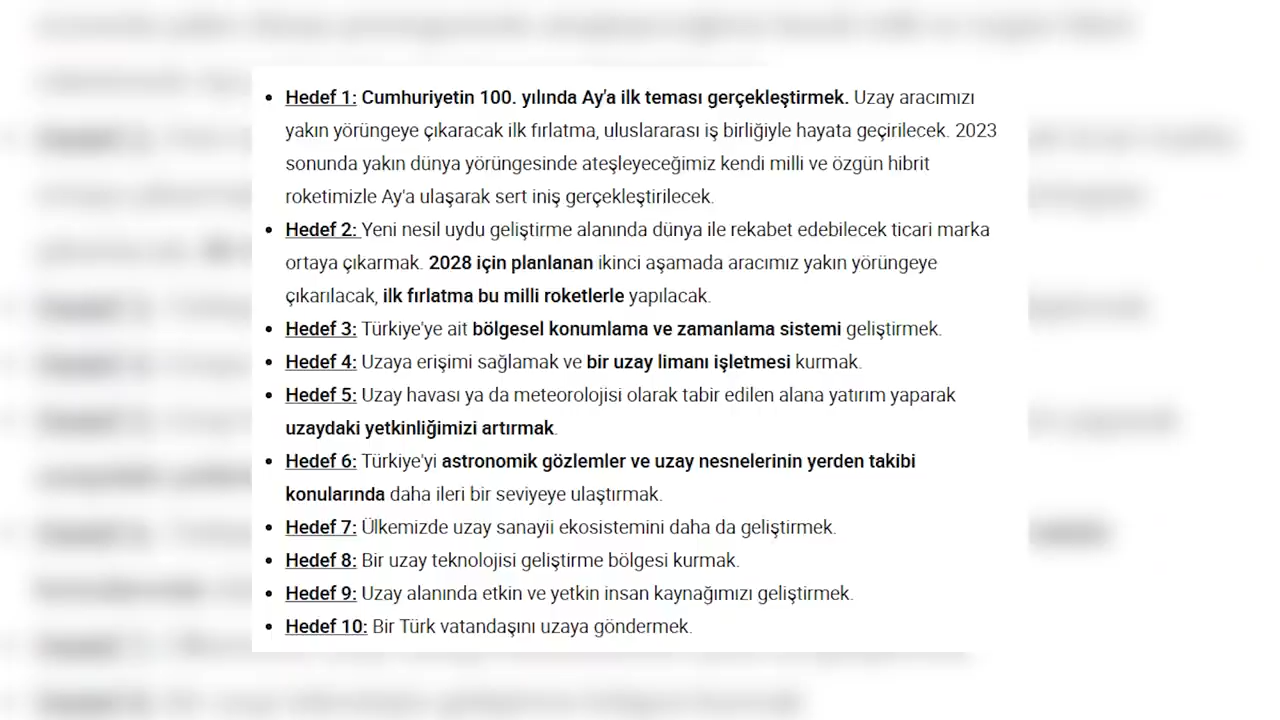 Hedef 1: Cumhuriyetin 100. yılında Ay'a ilk teması gerçekleştirmek. Uzay aracımızı
yakın yörüngeye çıkaracak ilk fırlatma, uluslararası iş birliğiyle hayata geçirilecek. 2023
sonunda yakın dünya yörüngesinde ateşleyeceğimiz kendi milli ve özgün hibrit
roketimizle Ay'a ulaşarak sert iniş gerçekleştirilecek.
Hedef 2: Yeni nesil uydu geliştirme alanında dünya ile rekabet edebilecek ticari marka
ortaya çıkarmak. 2028 için planlanan ikinci aşamada aracımız yakın yörüngeye
çıkarılacak, ilk fırlatma bu milli roketlerle yapılacak.
Hedef 3: Türkiye'ye ait bölgesel konumlama ve zamanlama sistemi geliştirmek.
Hedef 4: Uzaya erişimi sağlamak ve bir uzay limanı işletmesi kurmak.
Hedef 5: Uzay havası ya da meteorolojisi olarak tabir edilen alana yatırım yaparak
uzaydaki yetkinliğimizi artırmak.
Hedef 6: Türkiye'yi astronomik gözlemler ve uzay nesnelerinin yerden takibi
konularında daha ileri bir seviyeye ulaştırmak.
Hedef 7: Ülkemizde uzay sanayii ekosistemini daha da geliştirmek.
Hedef 8: Bir uzay teknolojisi geliştirme bölgesi kurmak.
Hedef 9: Uzay alanında etkin ve yetkin insan kaynağımızı geliştirmek.
Hedef 10: Bir Türk vatandaşını uzaya göndermek.